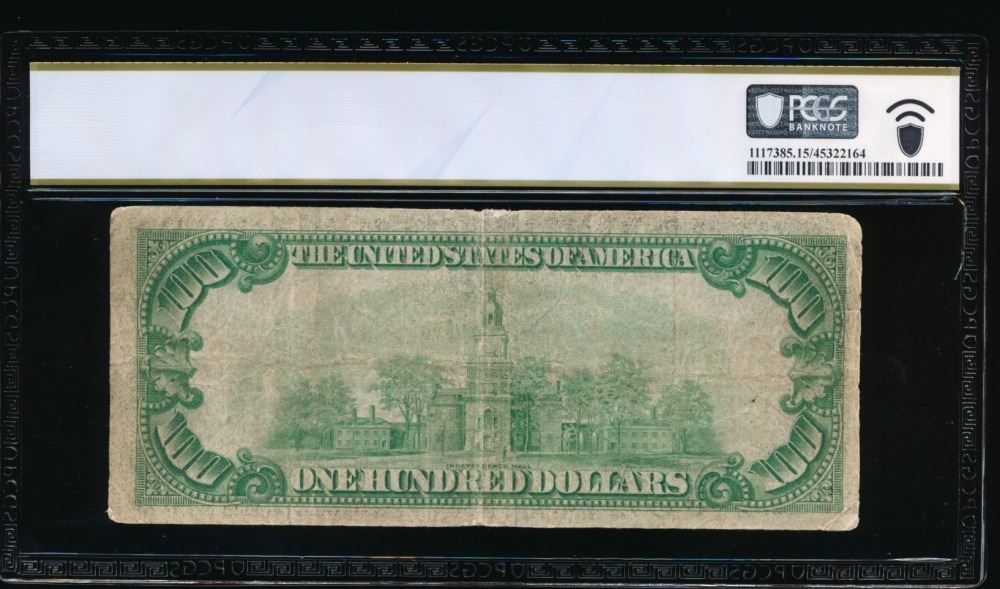 PCGS
BANKNOTE
1117385.15/45322164
THE UNITED STATES OF AMERICA
100 100
100 100
INDEPENDENCE HALL
ONE HUNDRED DOLLARS